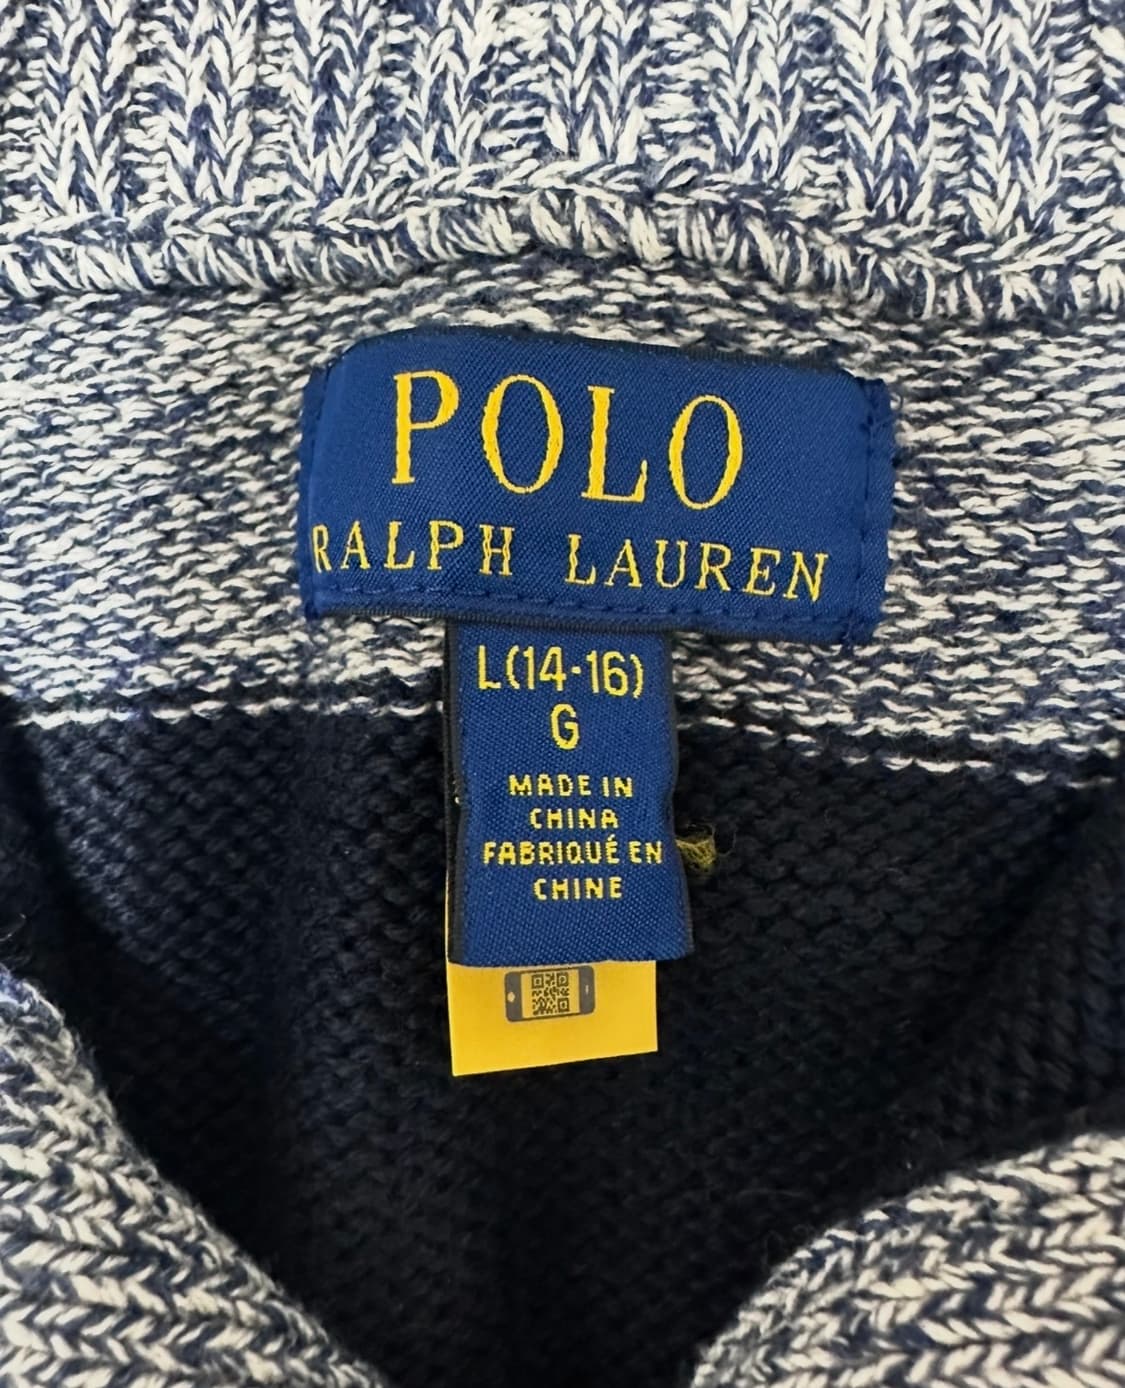 POLO
RALPH LAUREN
L(14-16)
G
MADE IN
CHINA
FABRIQUÉ EN
CHINE